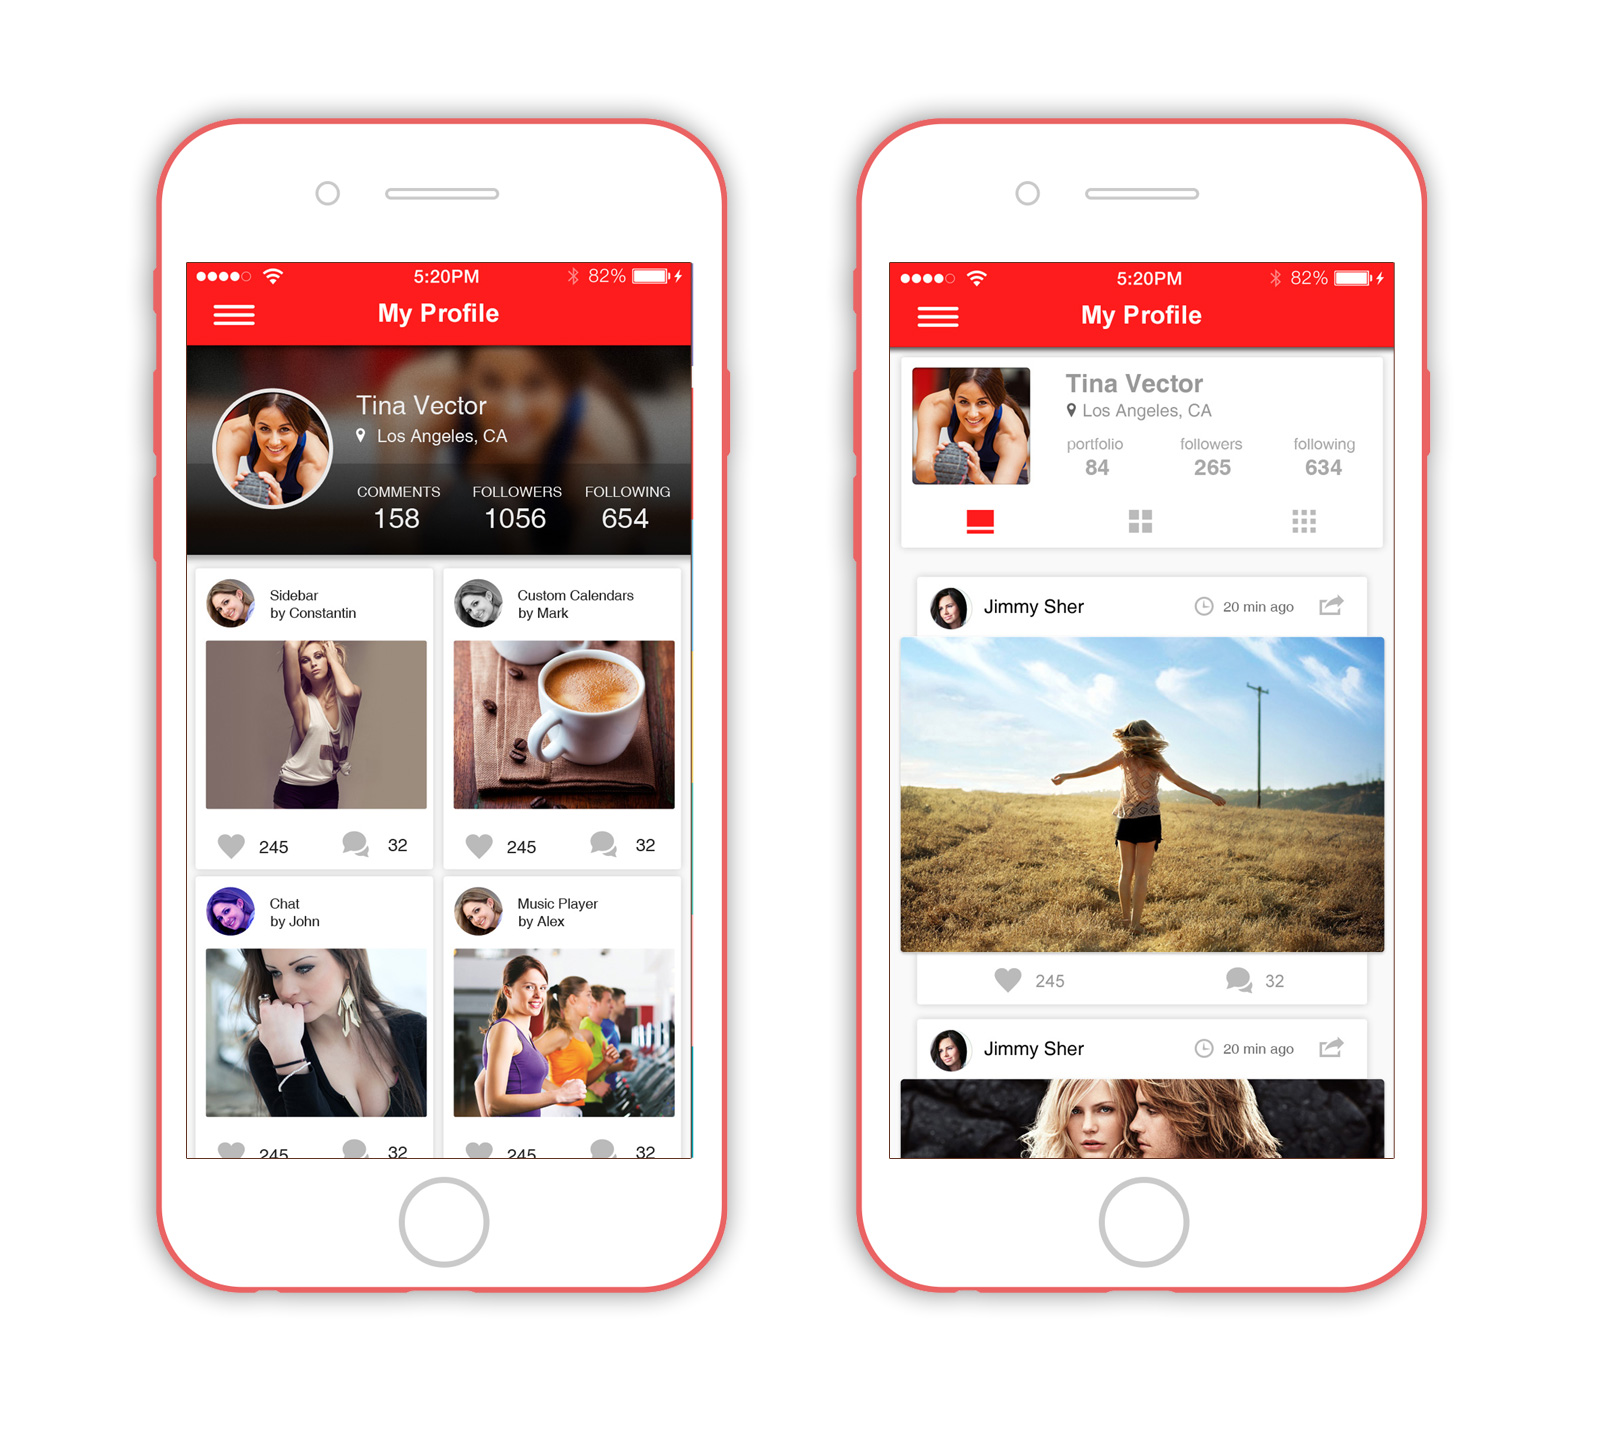 5:20PM
82%
My Profile
Tina Vector
Los Angeles, CA
COMMENTS FOLLOWERS FOLLOWING
158 1056 654
Sidebar
by Constantin
Custom Calendars
by Mark
245 32
245 32
Chat
by John
Music Player
by Alex
245 32
245 32
5:20PM
82%
My Profile
Tina Vector
Los Angeles, CA
portfolio followers following
84 265 634
Jimmy Sher 20 min ago
245 32
Jimmy Sher 20 min ago